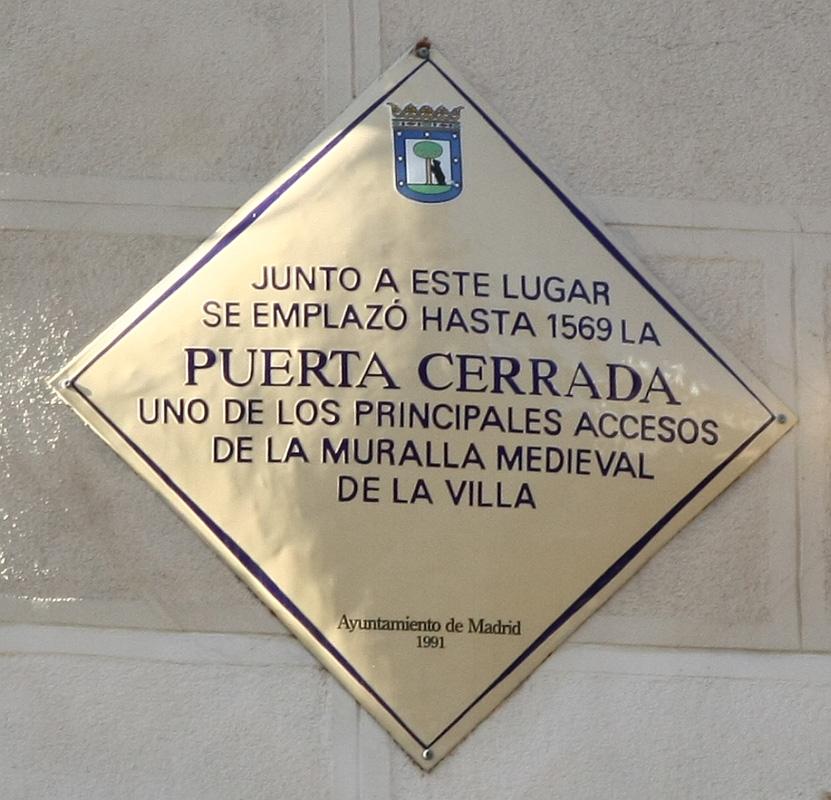 JUNTO A ESTE LUGAR
SE EMPLAZÓ HASTA 1569 LA
PUERTA CERRADA
UNO DE LOS PRINCIPALES ACCESOS
DE LA MURALLA MEDIEVAL
DE LA VILLA
Ayuntamiento de Madrid
1991